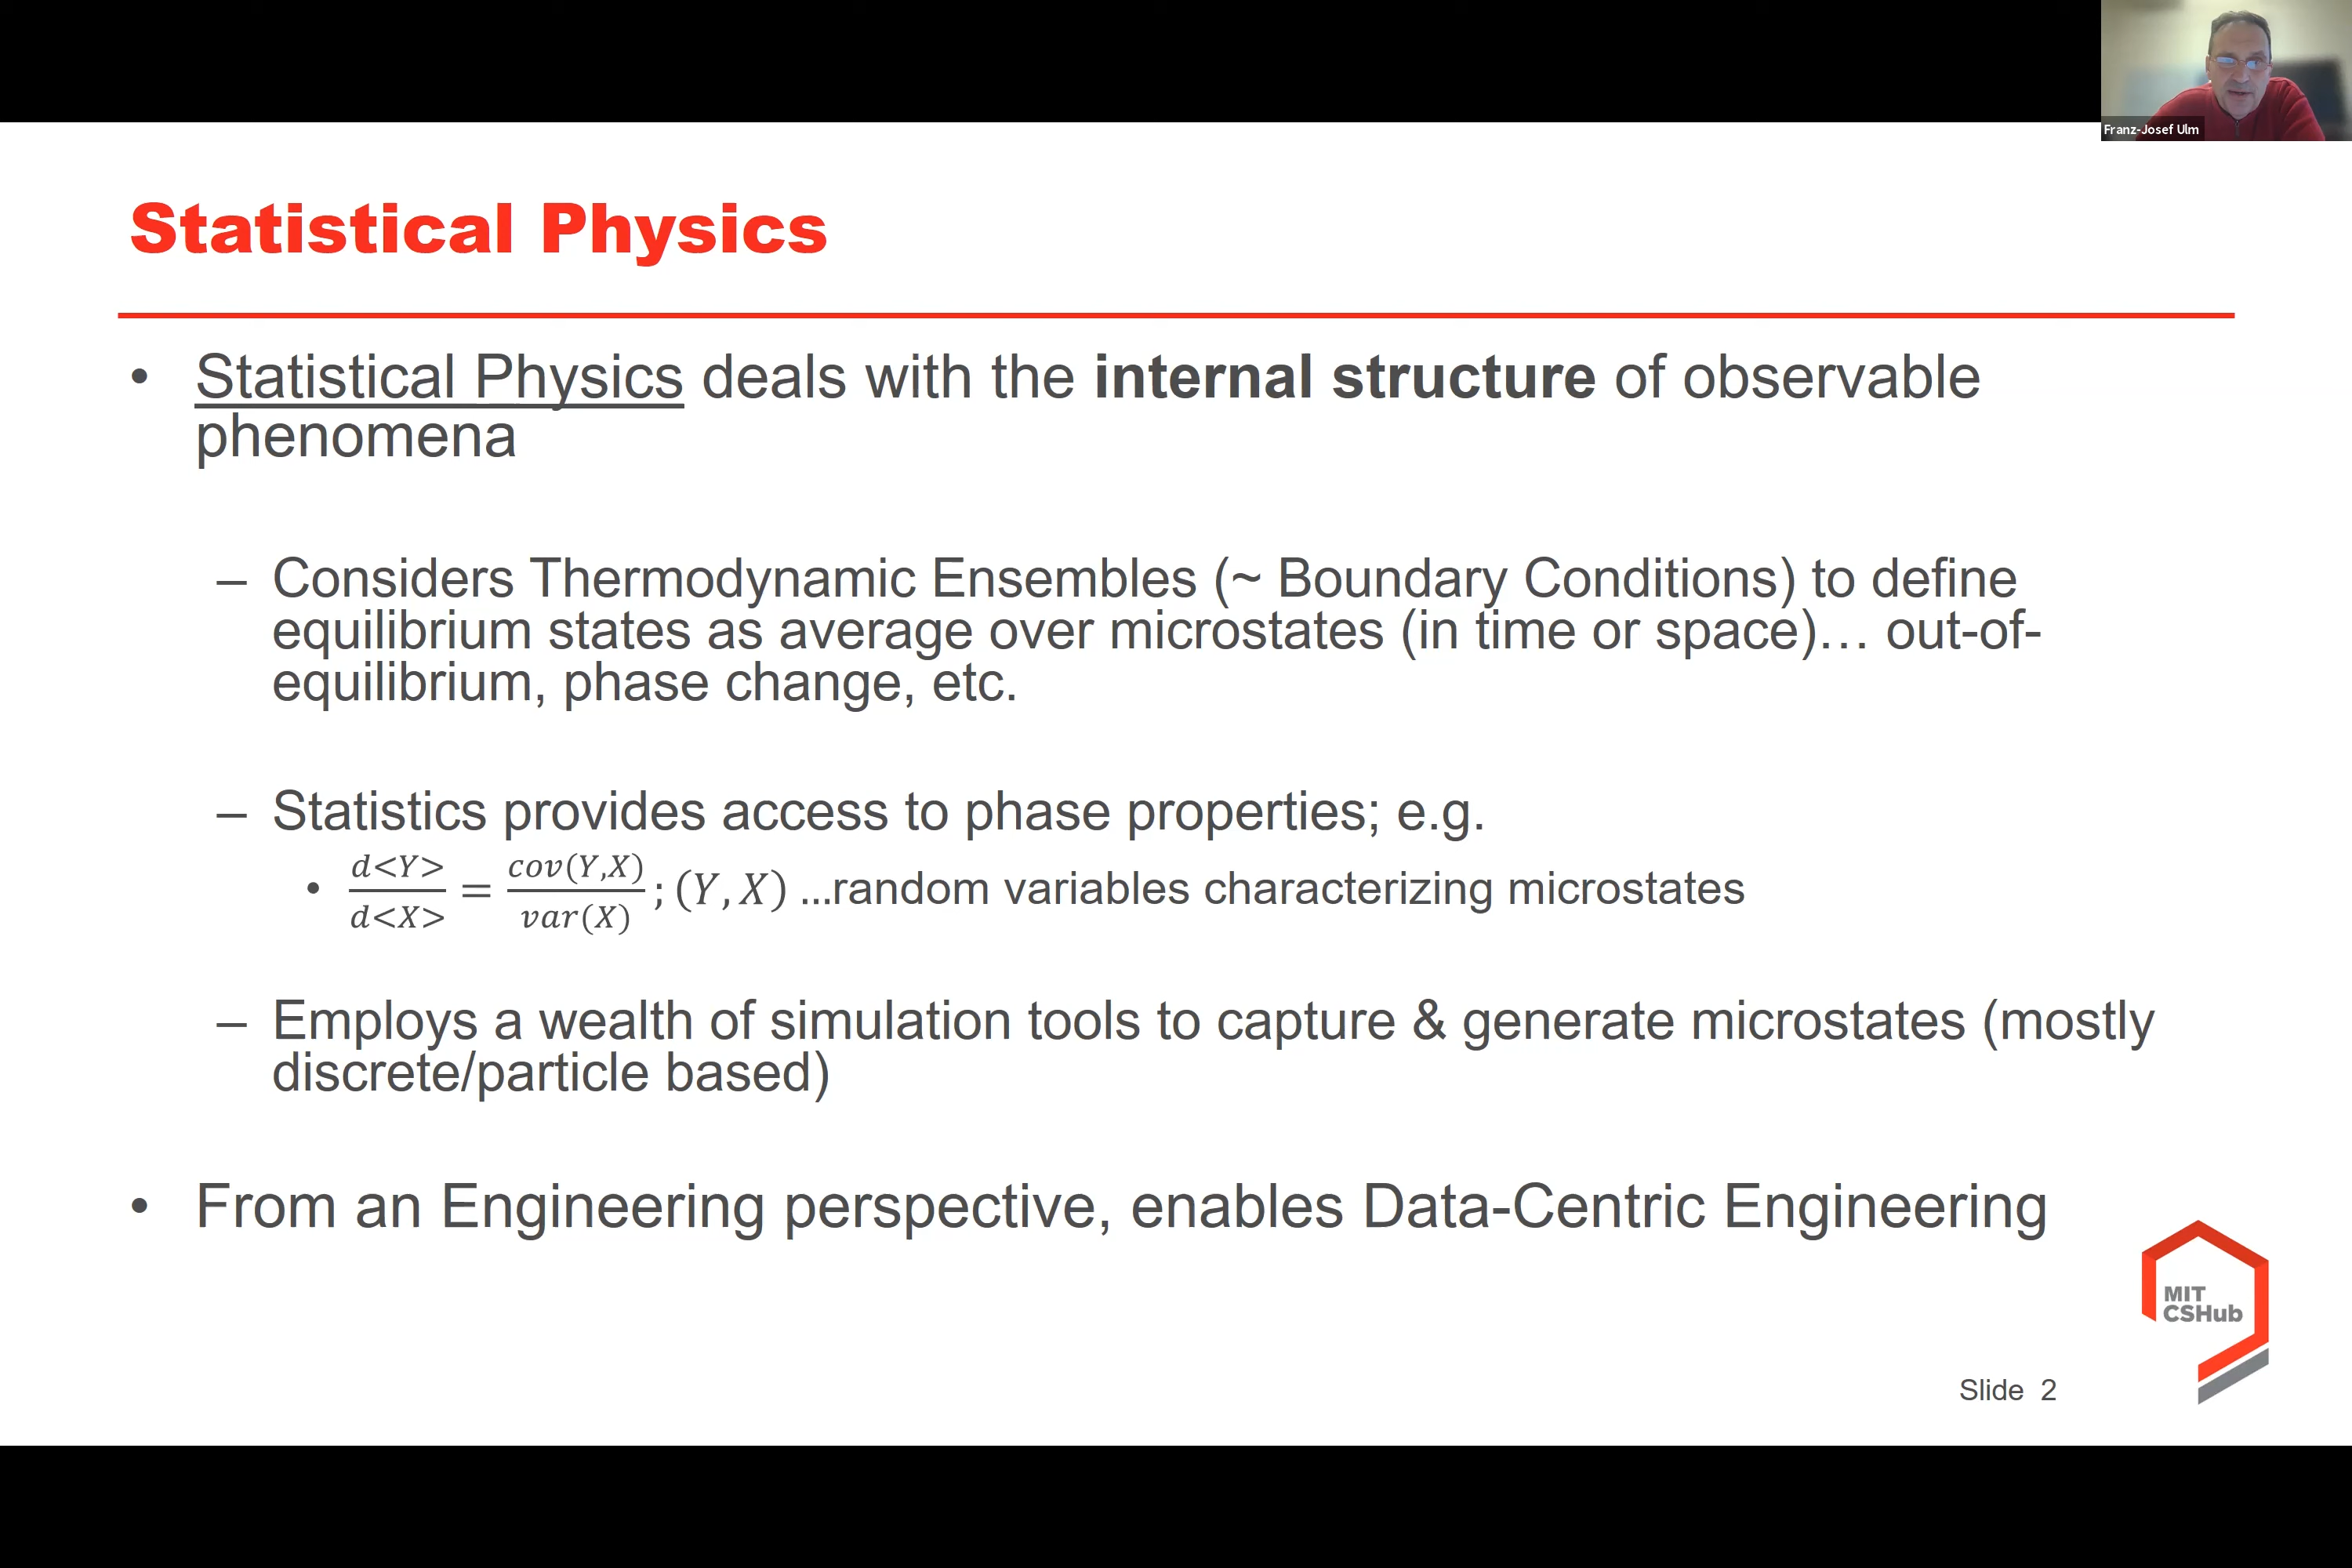 Franz-Josef Ulm
Statistical Physics
• Statistical Physics deals with the internal structure of observable
phenomena
– Considers Thermodynamic Ensembles (~ Boundary Conditions) to define
equilibrium states as average over microstates (in time or space)… out-of-
equilibrium, phase change, etc.
– Statistics provides access to phase properties; e.g.
• d<Y>/d<X> = cov(Y,X)/var(X) ; (Y,X) …random variables characterizing microstates
– Employs a wealth of simulation tools to capture & generate microstates (mostly
discrete/particle based)
• From an Engineering perspective, enables Data-Centric Engineering
MIT
CSHub
Slide 2